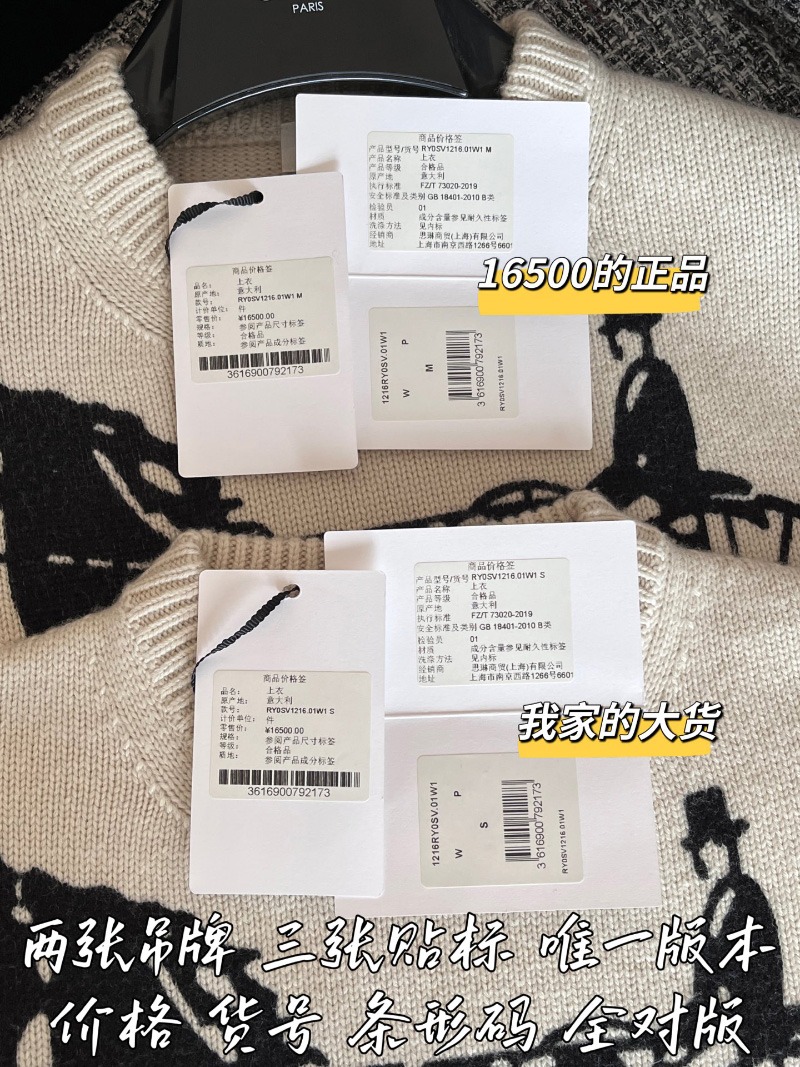 PARIS
商品价格签
产品型号/货号 RY0SV1216.01W1 M
产品名称 上衣
产品等级 合格品
原产地 意大利
执行标准 FZ/T 73020-2019
安全标准及类别 GB 18401-2010 B类
检验员 01
材质 成分含量参见耐久性标签
洗涤方法 见内标
经销商 思琳商贸(上海)有限公司
地址 上海市南京西路1266号6601
商品价格签
品名: 上衣
原产地: 意大利
款号: RY0SV1216.01W1 M
计价单位: 件
零售价: ¥16500.00
规格: 参阅产品尺寸标签
等级: 合格品
质地: 参阅产品成分标签
3616900792173
16500的正品
1216RY0SV.01W1
W M
P
3 616900 792173
RY0SV1216.01W1
商品价格签
产品型号/货号 RY0SV1216.01W1 S
产品名称 上衣
产品等级 合格品
原产地 意大利
执行标准 FZ/T 73020-2019
安全标准及类别 GB 18401-2010 B类
检验员 01
材质 成分含量参见耐久性标签
洗涤方法 见内标
经销商 思琳商贸(上海)有限公司
地址 上海市南京西路1266号6601
商品价格签
品名: 上衣
原产地: 意大利
款号: RY0SV1216.01W1 S
计价单位: 件
零售价: ¥16500.00
规格: 参阅产品尺寸标签
等级: 合格品
质地: 参阅产品成分标签
3616900792173
我家的大货
1216RY0SV.01W1
W S
P
3 616900 792173
RY0SV1216.01W1
两张吊牌 三张贴标 唯一版本
价格 货号 条形码 全对版